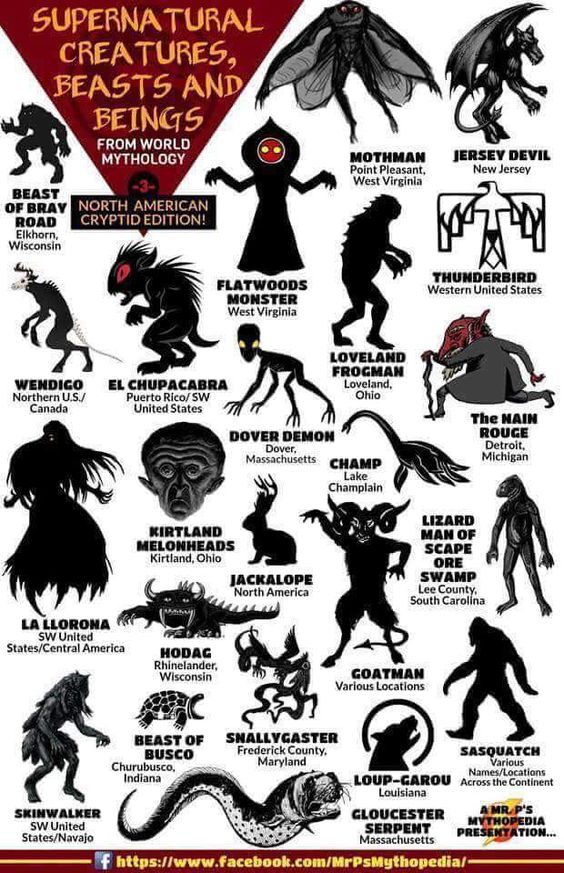 SUPERNATURAL
CREATURES,
BEASTS AND
BEINGS
FROM WORLD
MYTHOLOGY
-3-
NORTH AMERICAN
CRYPTID EDITION!
MOTHMAN
Point Pleasant,
West Virginia
JERSEY DEVIL
New Jersey
BEAST
OF BRAY
ROAD
Elkhorn,
Wisconsin
FLATWOODS
MONSTER
West Virginia
THUNDERBIRD
Western United States
WENDIGO
Northern U.S./
Canada
EL CHUPACABRA
Puerto Rico/ SW
United States
LOVELAND
FROGMAN
Loveland,
Ohio
The NAIN
ROUGE
Detroit,
Michigan
DOVER DEMON
Dover,
Massachusetts
CHAMP
Lake
Champlain
KIRTLAND
MELONHEADS
Kirtland, Ohio
JACKALOPE
North America
LIZARD
MAN OF
SCAPE
ORE
SWAMP
Lee County,
South Carolina
LA LLORONA
SW United
States/Central America
HODAG
Rhinelander,
Wisconsin
GOATMAN
Various Locations
BEAST OF
BUSCO
Churubusco,
Indiana
SNALLYGASTER
Frederick County,
Maryland
SASQUATCH
Various
Names/Locations
Across the Continent
LOUP-GAROU
Louisiana
SKINWALKER
SW United
States/Navajo
GLOUCESTER
SERPENT
Massachusetts
A MR. P'S
MYTHOPEDIA
PRESENTATION...
f https://www.facebook.com/MrPsMythopedia/